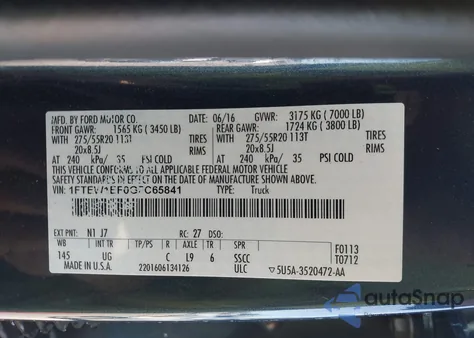 MFD. BY FORD MOTOR CO. 06/16 GVWR: 3175 KG ( 7000 LB)
FRONT GAWR: 1565 KG ( 3450 LB) REAR GAWR: 1724 KG ( 3800 LB)
WITH 275/55R20 113T TIRES WITH 275/55R20 113T TIRES
20x8.5J RIMS 20x8.5J RIMS
AT 240 kPa/ 35 PSI COLD AT 240 kPa/ 35 PSI COLD
THIS VEHICLE CONFORMS TO ALL APPLICABLE FEDERAL MOTOR VEHICLE
SAFETY STANDARDS IN EFFECT ON THE DATE OF MANUFACTURE SHOWN ABOVE.
TYPE: Truck
EXT PNT: N1 J7 RC: 27 DSO: F0113
WB INT TR TP/PS R AXLE TR SPR T0712
145 UG C L9 6 SSCC
MADE IN U.S.A. 2201606134126 ULC ▽ 5U5A-3520472-AA
autoSnap